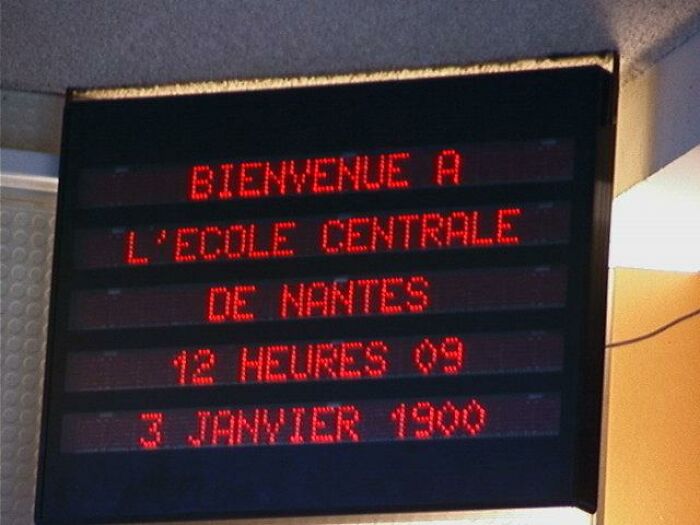 BIENVENUE A
L'ECOLE CENTRALE
DE NANTES
12 HEURES 09
3 JANVIER 1900